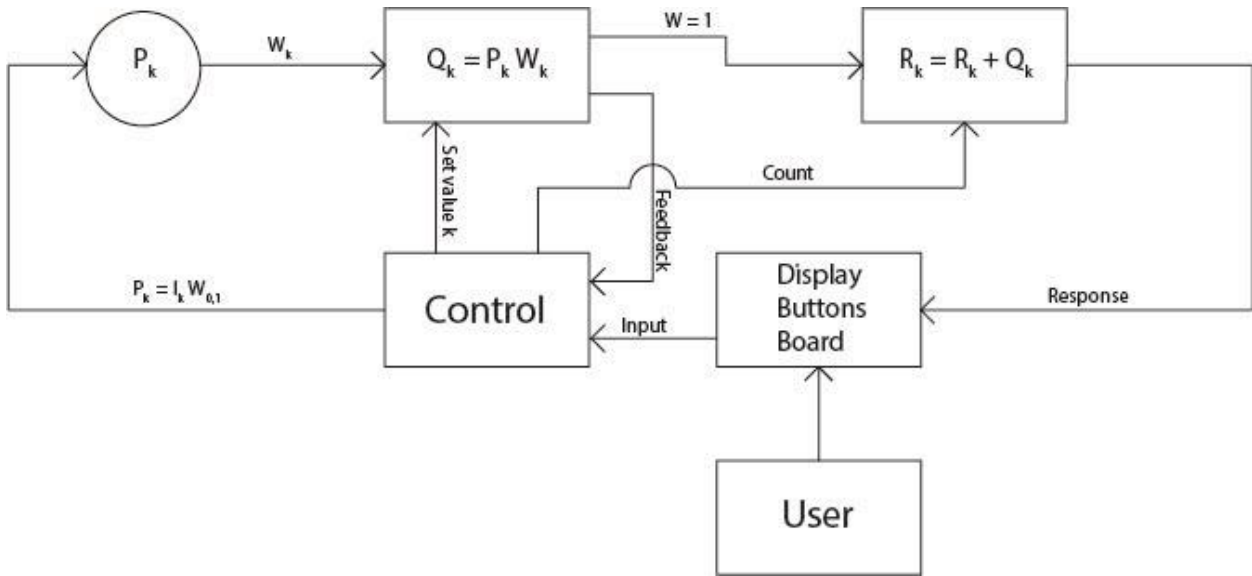 W = 1
Wₖ
Pₖ
Qₖ = Pₖ Wₖ
Rₖ = Rₖ + Qₖ
Set value k
Count
Feedback
Pₖ = Iₖ W₀,₁
Control
Input
Display
Buttons
Board
Response
User